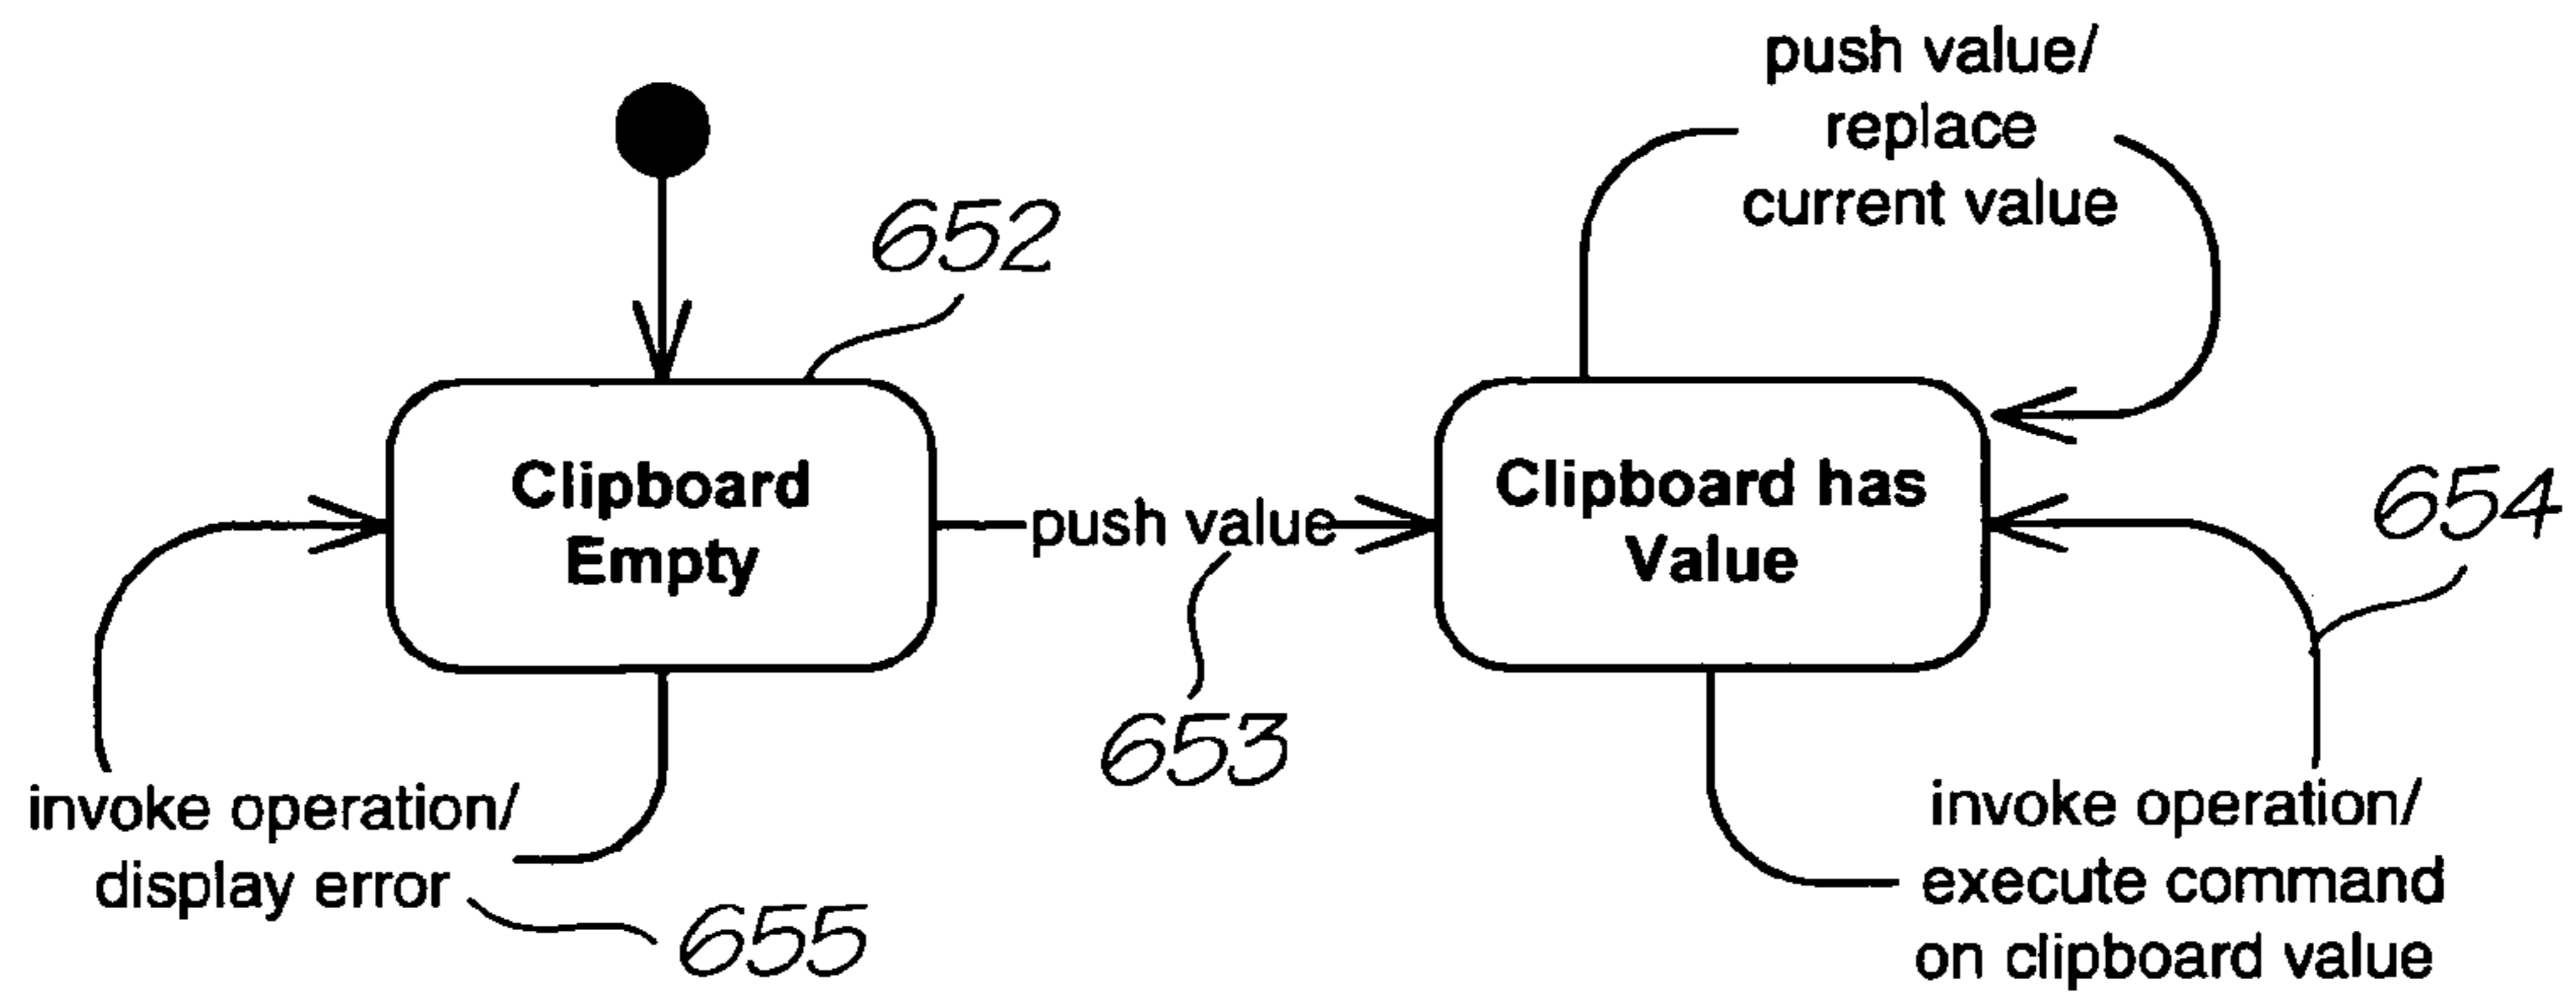 push value/
replace
current value
652
Clipboard
Empty
push value
Clipboard has
Value
654
653
invoke operation/
display error
655
invoke operation/
execute command
on clipboard value